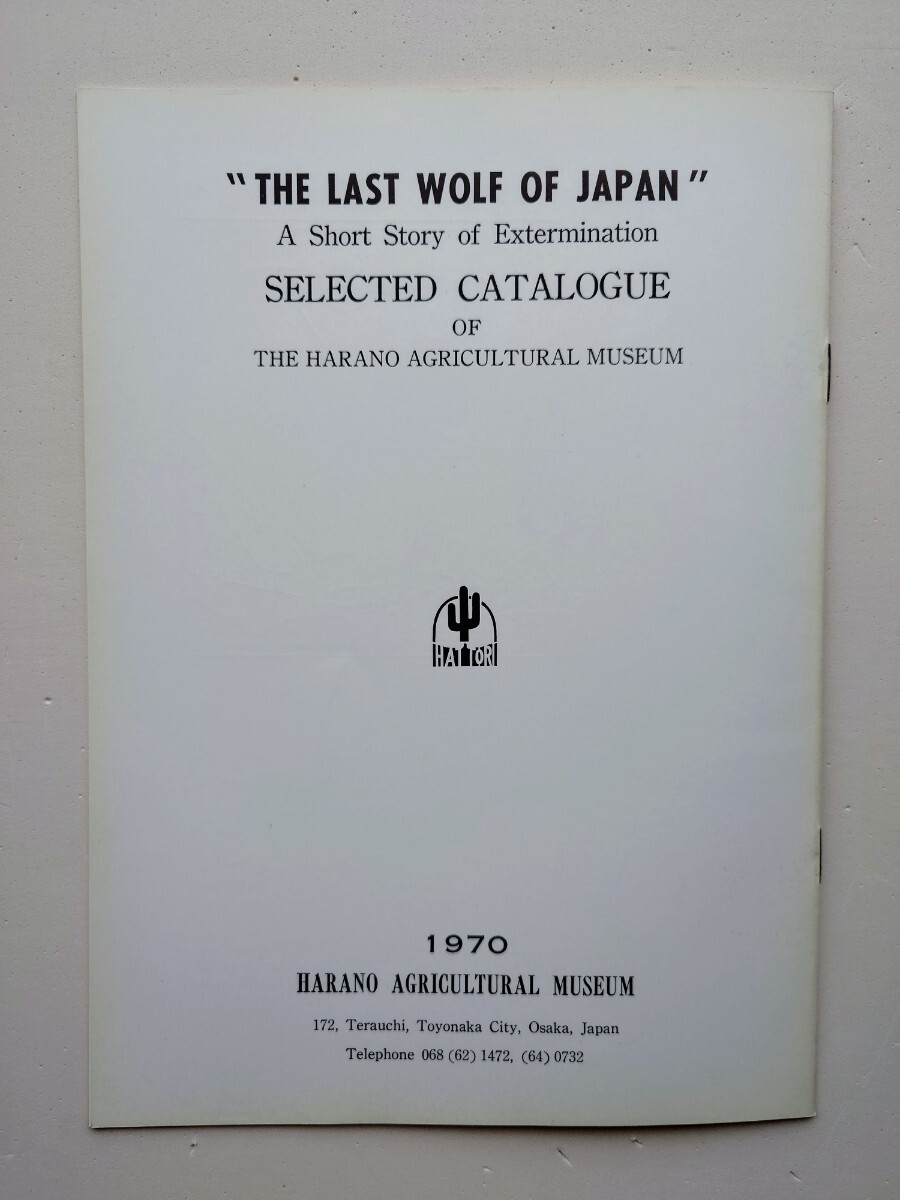 "THE LAST WOLF OF JAPAN"
A Short Story of Extermination
SELECTED CATALOGUE
OF
THE HARANO AGRICULTURAL MUSEUM
HATTORI
1970
HARANO AGRICULTURAL MUSEUM
172, Terauchi, Toyonaka City, Osaka, Japan
Telephone 068 (62) 1472, (64) 0732